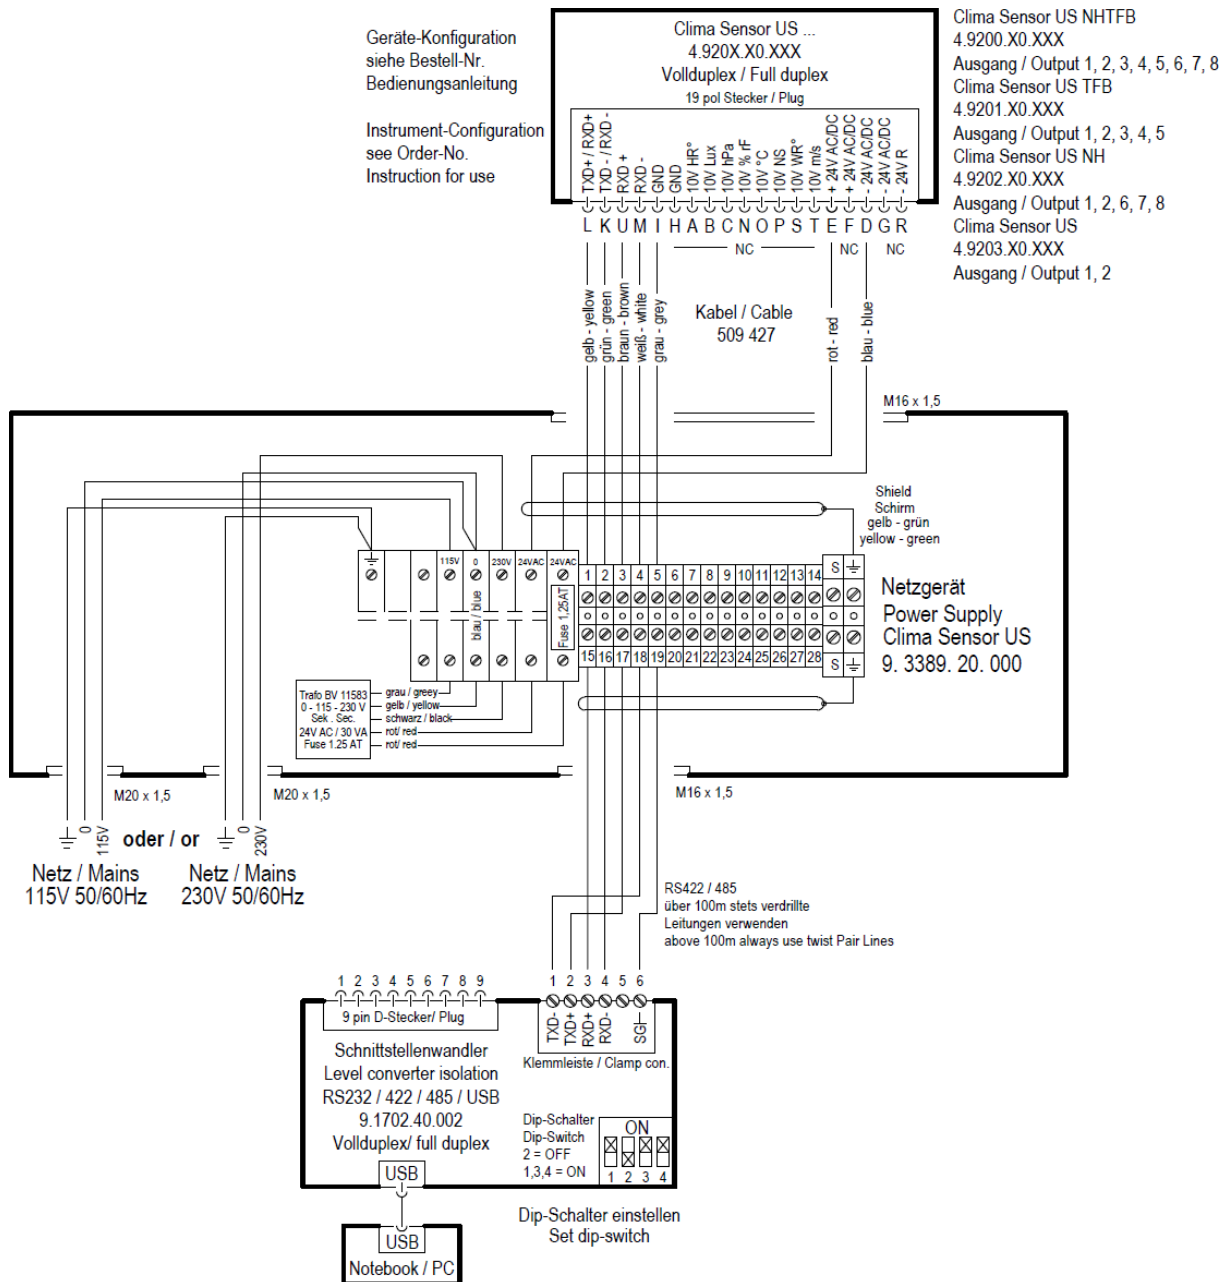 Geräte-Konfiguration
siehe Bestell-Nr.
Bedienungsanleitung
Instrument-Configuration
see Order-No.
Instruction for use
Clima Sensor US ...
4.920X.X0.XXX
Vollduplex / Full duplex
19 pol Stecker / Plug
TXD+ / RXD+
TXD - / RXD -
RXD +
RXD -
GND
GND
10V HR°
10V Lux
10V hPa
10V % rF
10V °C
10V NS
10V WR°
10V m/s
+ 24V AC/DC
+ 24V AC/DC
- 24V AC/DC
- 24V AC/DC
- 24V R
L K U M I H A B C N O P S T E F D G R
NC
NC
NC
Clima Sensor US NHTFB
4.9200.X0.XXX
Ausgang / Output 1, 2, 3, 4, 5, 6, 7, 8
Clima Sensor US TFB
4.9201.X0.XXX
Ausgang / Output 1, 2, 3, 4, 5
Clima Sensor US NH
4.9202.X0.XXX
Ausgang / Output 1, 2, 6, 7, 8
Clima Sensor US
4.9203.X0.XXX
Ausgang / Output 1, 2
gelb - yellow
grün - green
braun - brown
weiß - white
grau - grey
Kabel / Cable
509 427
rot - red
blau - blue
M16 x 1,5
Shield
Schirm
gelb - grün
yellow - green
115V 0 230V 24VAC 24VAC
blau / blue
Fuse 1,25AT
1 2 3 4 5 6 7 8 9 10 11 12 13 14 S
15 16 17 18 19 20 21 22 23 24 25 26 27 28 S
Netzgerät
Power Supply
Clima Sensor US
9. 3389. 20. 000
Trafo BV 11583
0 - 115 - 230 V
Sek . Sec.
24V AC / 30 VA
Fuse 1.25 AT
grau / greey
gelb / yellow
schwarz / black
rot/ red
rot/ red
M20 x 1,5
M20 x 1,5
M16 x 1,5
0
115V
oder / or
0
230V
Netz / Mains
115V 50/60Hz
Netz / Mains
230V 50/60Hz
RS422 / 485
über 100m stets verdrillte
Leitungen verwenden
above 100m always use twist Pair Lines
1 2 3 4 5 6 7 8 9
9 pin D-Stecker/ Plug
1 2 3 4 5 6
TXD-
TXD+
RXD+
RXD-
SG
Klemmleiste / Clamp con.
Schnittstellenwandler
Level converter isolation
RS232 / 422 / 485 / USB
9.1702.40.002
Vollduplex/ full duplex
Dip-Schalter
Dip-Switch
2 = OFF
1,3,4 = ON
ON
1 2 3 4
USB
Dip-Schalter einstellen
Set dip-switch
USB
Notebook / PC